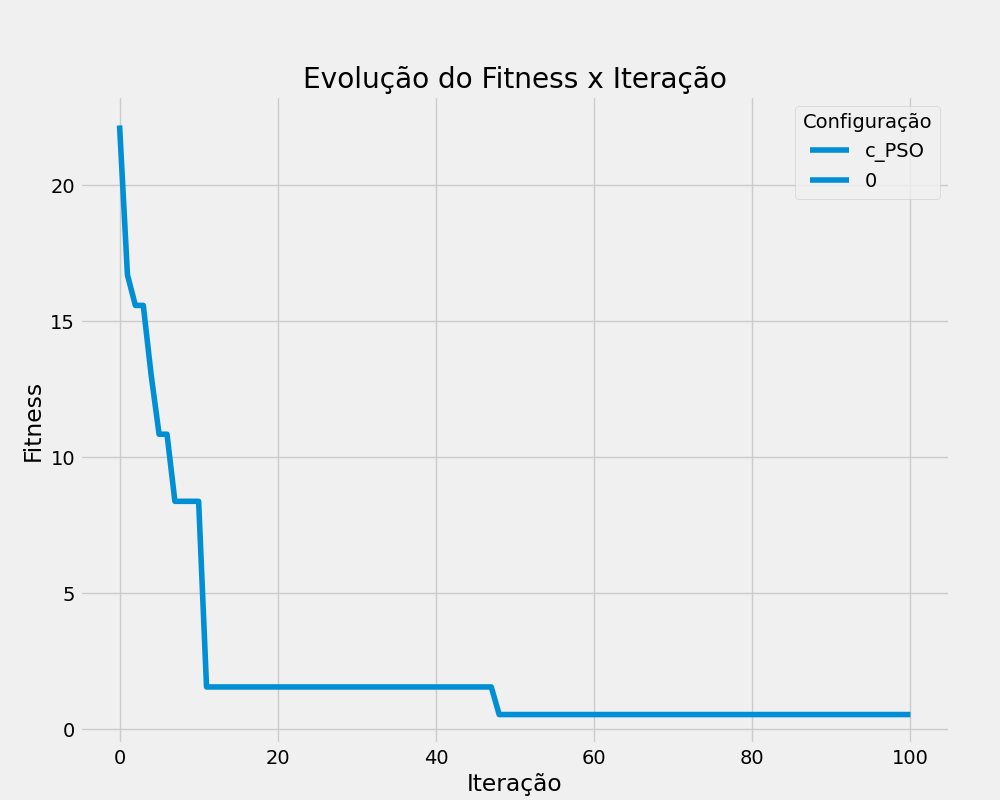 Evolução do Fitness x Iteração
Configuração
c_PSO
0
Fitness
20
15
10
5
0
0 20 40 60 80 100
Iteração